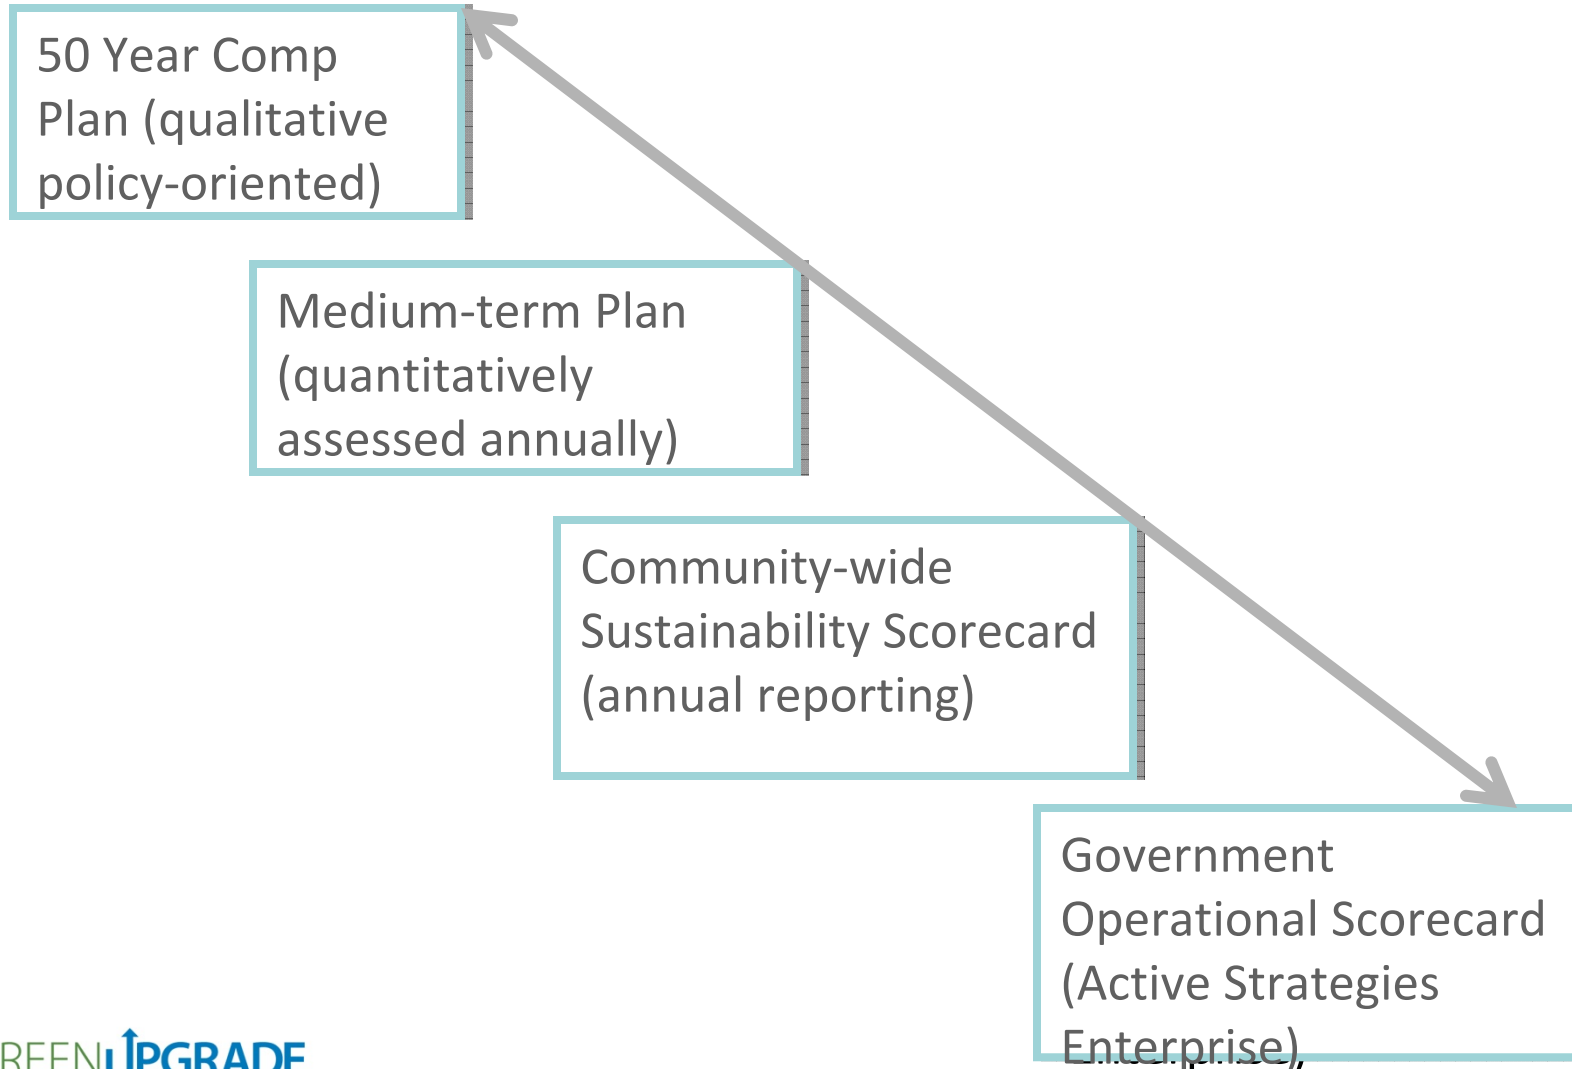 50 Year Comp
Plan (qualitative
policy-oriented)
Medium-term Plan
(quantitatively
assessed annually)
Community-wide
Sustainability Scorecard
(annual reporting)
Government
Operational Scorecard
(Active Strategies
Enterprise)
REENUPGRADE